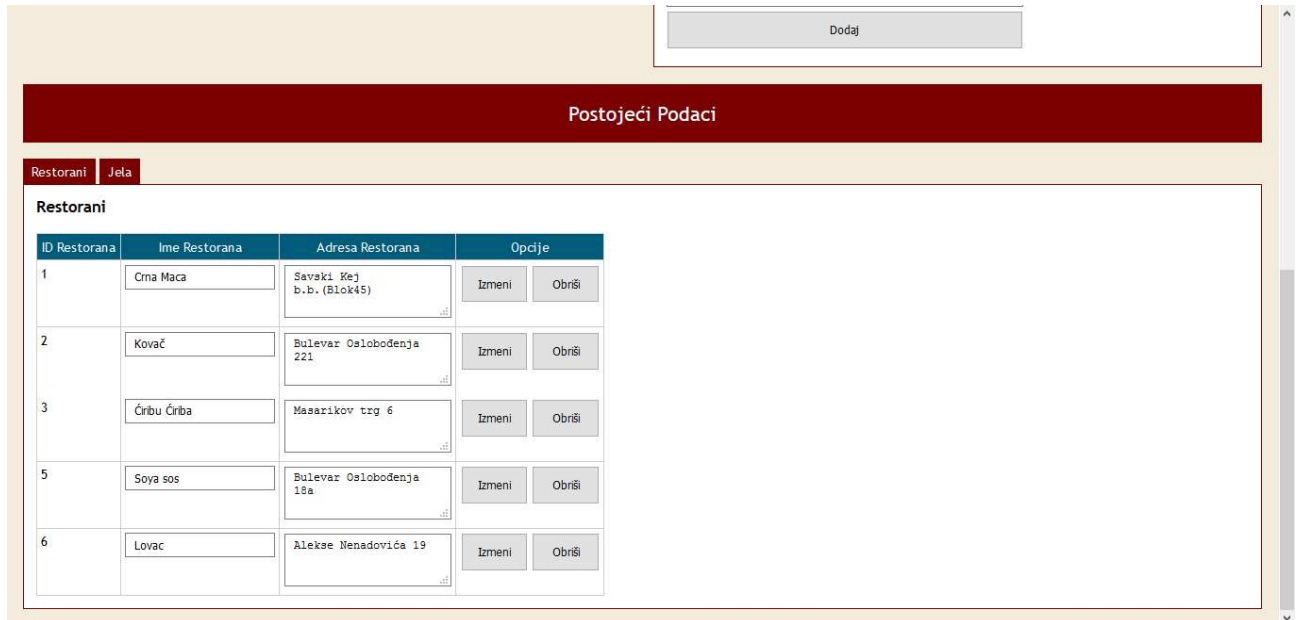 Dodaj
Postojeći Podaci
Restorani Jela
Restorani
ID Restorana Ime Restorana Adresa Restorana Opcije
1 Crna Maca Savski Kej Izmeni Obriši
b.b.(Blok45)
2 Kovač Bulevar Oslobođenja Izmeni Obriši
221
3 Ćiribu Ćiriba Masarikov trg 6 Izmeni Obriši
5 Soya sos Bulevar Oslobođenja Izmeni Obriši
18a
6 Lovac Alekse Nenadovića 19 Izmeni Obriši